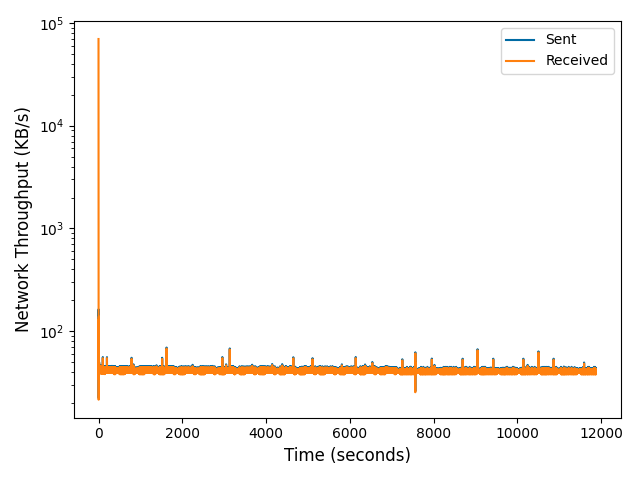 Sent
Received
Network Throughput (KB/s)
10^5
10^4
10^3
10^2
0 2000 4000 6000 8000 10000 12000
Time (seconds)